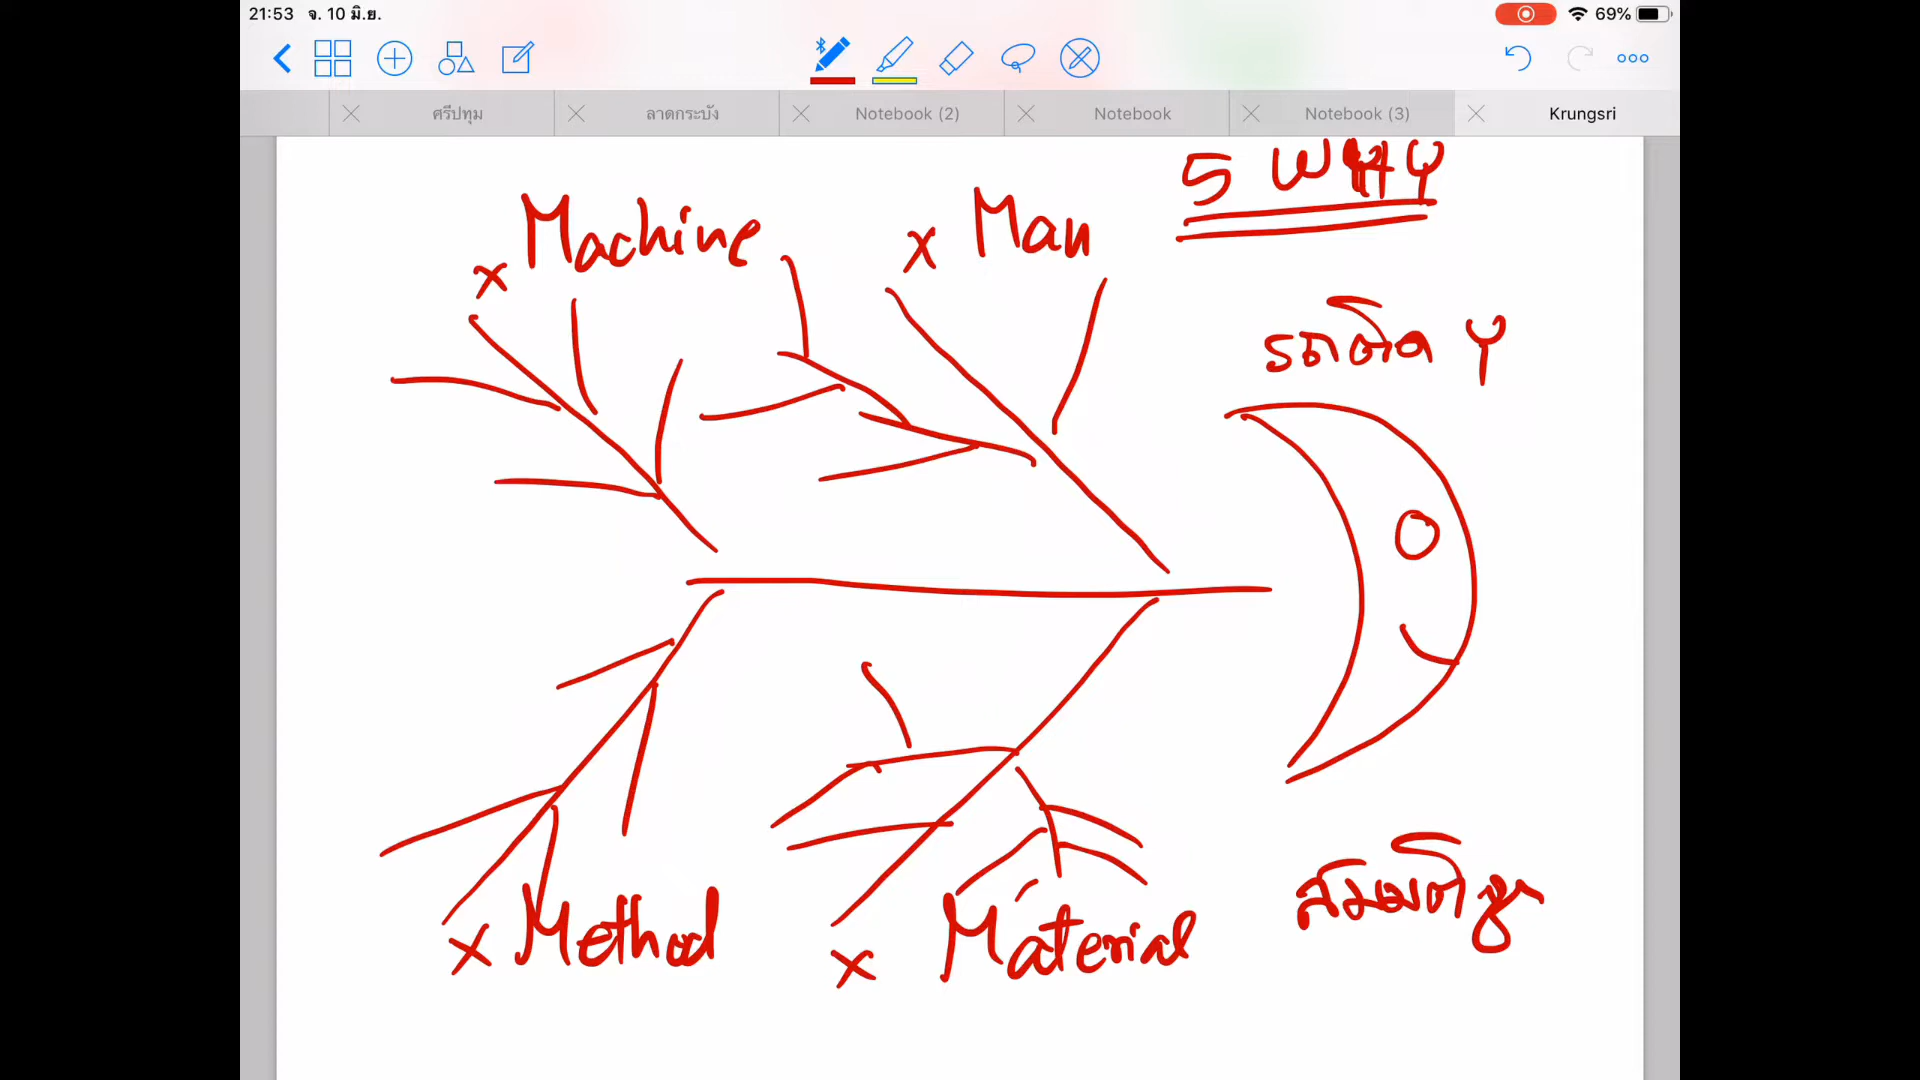 21:53 จ. 10 มิ.ย. 69%
ศรีปทุม ลาดกระบัง Notebook (2) Notebook Notebook (3) Krungsri
5 WHY
x Machine x Man
รถติด Y
x Method x Material
สมมติฐาน